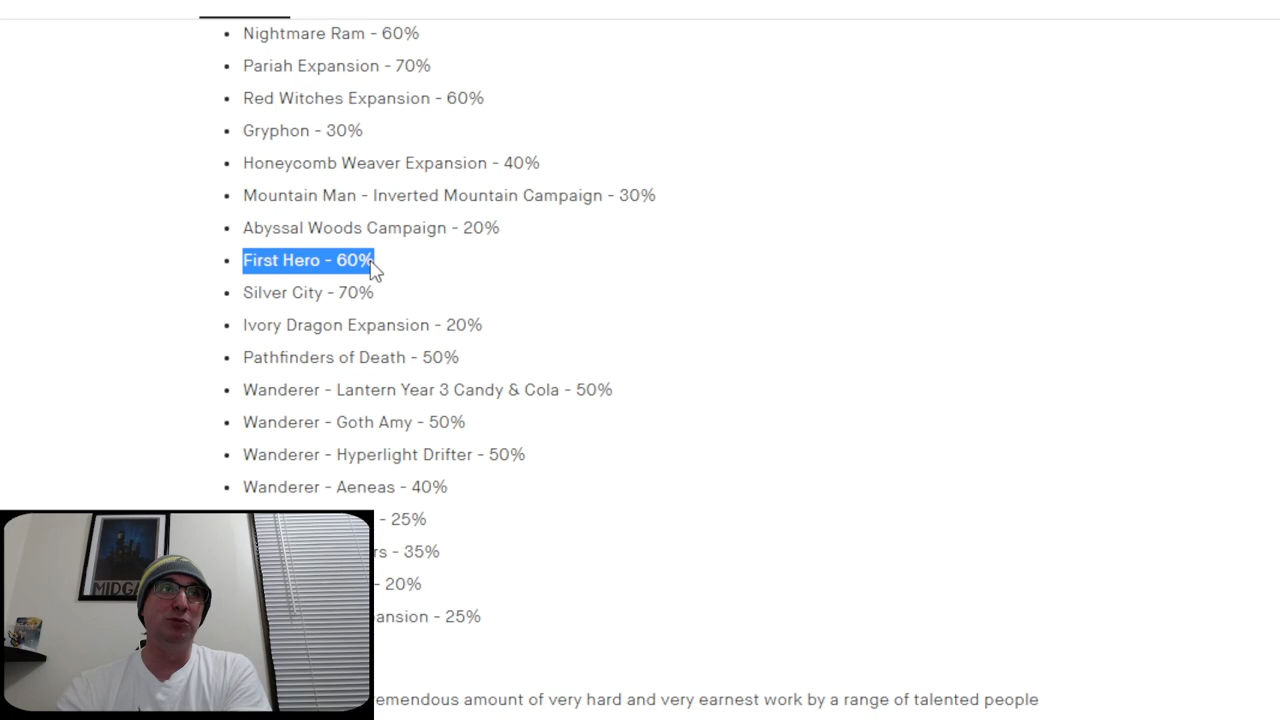 Nightmare Ram - 60%
Pariah Expansion - 70%
Red Witches Expansion - 60%
Gryphon - 30%
Honeycomb Weaver Expansion - 40%
Mountain Man - Inverted Mountain Campaign - 30%
Abyssal Woods Campaign - 20%
First Hero - 60%
Silver City - 70%
Ivory Dragon Expansion - 20%
Pathfinders of Death - 50%
Wanderer - Lantern Year 3 Candy & Cola - 50%
Wanderer - Goth Amy - 50%
Wanderer - Hyperlight Drifter - 50%
Wanderer - Aeneas - 40%
- 25%
rs - 35%
- 20%
ansion - 25%
MIDGA
emendous amount of very hard and very earnest work by a range of talented people